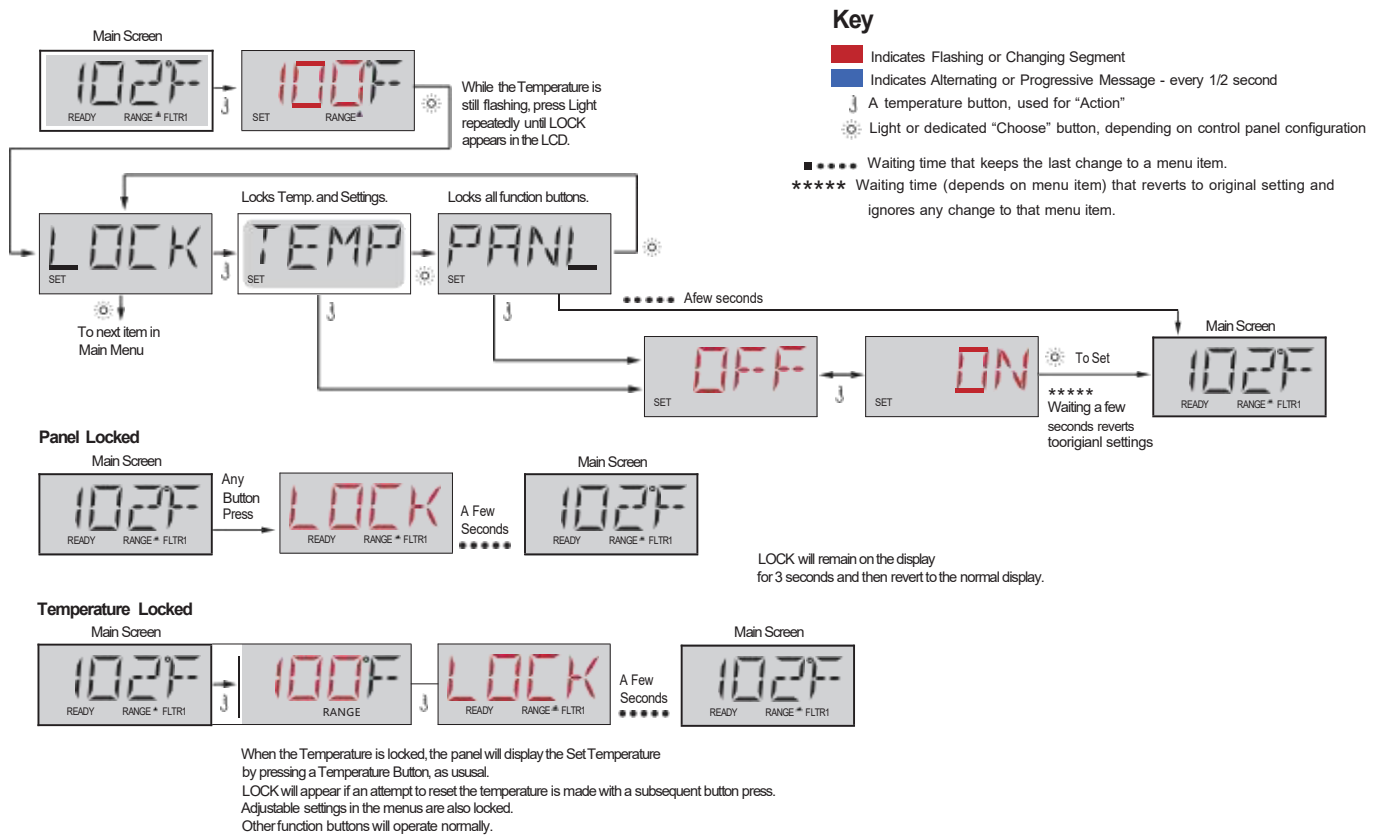 Key
Main Screen
102°F
READY RANGE FLTR1
100°F
SET RANGE
While the Temperature is
still flashing, press Light
repeatedly until LOCK
appears in the LCD.
Indicates Flashing or Changing Segment
Indicates Alternating or Progressive Message - every 1/2 second
A temperature button, used for “Action”
Light or dedicated “Choose” button, depending on control panel configuration
Waiting time that keeps the last change to a menu item.
***** Waiting time (depends on menu item) that reverts to original setting and
ignores any change to that menu item.
Locks Temp. and Settings.
Locks all function buttons.
LOCK
SET
TEMP
SET
PANL
SET
To next item in
Main Menu
Afew seconds
OFF
SET
ON
SET
To Set
*****
Waiting a few
seconds reverts
toorigianl settings
Main Screen
102°F
READY RANGE FLTR1
Panel Locked
Main Screen
102°F
READY RANGE FLTR1
Any
Button
Press
LOCK
READY RANGE FLTR1
A Few
Seconds
Main Screen
102°F
READY RANGE FLTR1
LOCK will remain on the display
for 3 seconds and then revert to the normal display.
Temperature Locked
Main Screen
102°F
READY RANGE FLTR1
100°F
RANGE
LOCK
READY RANGE FLTR1
A Few
Seconds
Main Screen
102°F
READY RANGE FLTR1
When the Temperature is locked, the panel will display the Set Temperature
by pressing a Temperature Button, as ususal.
LOCK will appear if an attempt to reset the temperature is made with a subsequent button press.
Adjustable settings in the menus are also locked.
Other function buttons will operate normally.